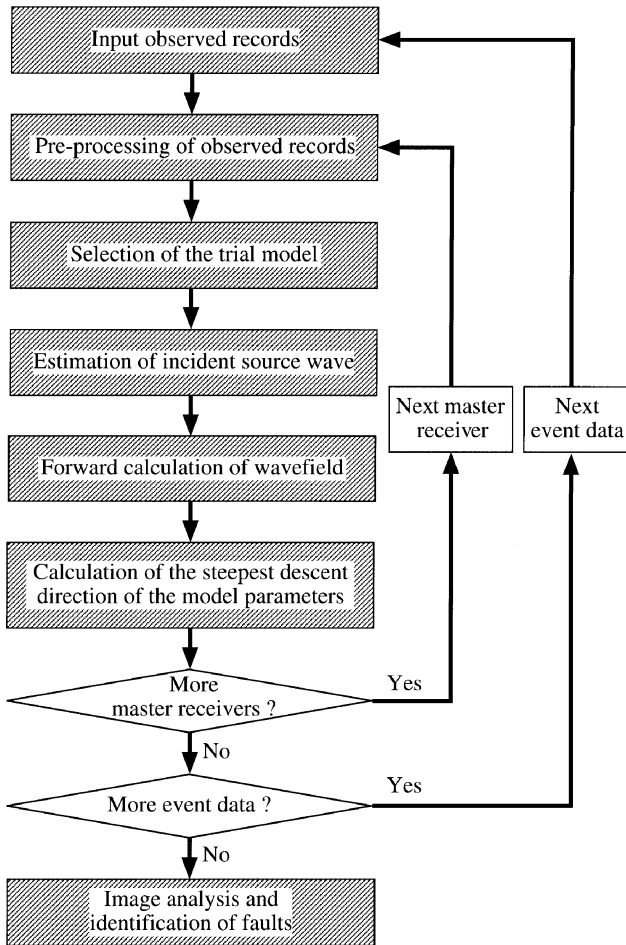 Input observed records
Pre-processing of observed records
Selection of the trial model
Estimation of incident source wave
Forward calculation of wavefield
Calculation of the steepest descent
direction of the model parameters
More
master receivers ?
Yes
Next master
receiver
No
More event data ?
Yes
Next
event data
No
Image analysis and
identification of faults